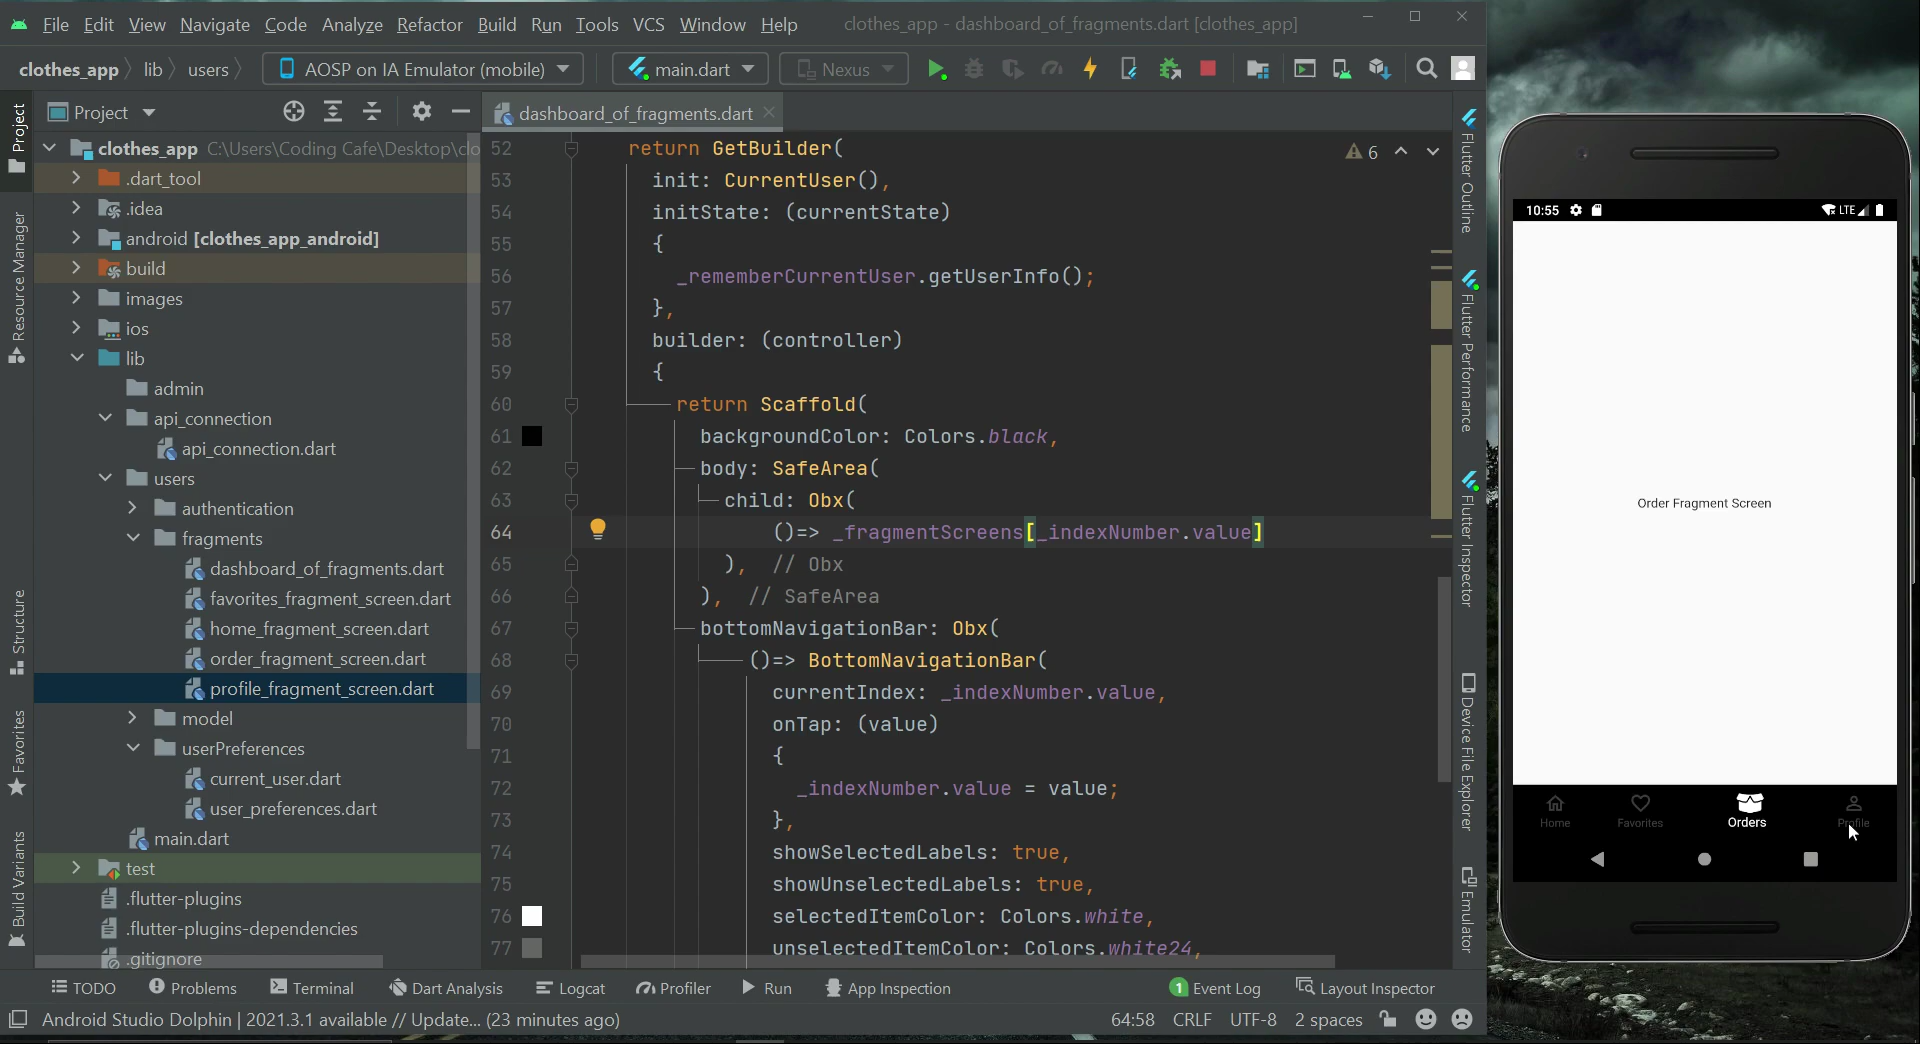 File Edit View Navigate Code Analyze Refactor Build Run Tools VCS Window Help clothes_app - dashboard_of_fragments.dart [clothes_app]
clothes_app lib users AOSP on IA Emulator (mobile) main.dart Nexus
Project
dashboard_of_fragments.dart
clothes_app C:\Users\Coding Cafe\Desktop\clo
.dart_tool
.idea
android [clothes_app_android]
build
images
ios
lib
admin
api_connection
api_connection.dart
users
authentication
fragments
dashboard_of_fragments.dart
favorites_fragment_screen.dart
home_fragment_screen.dart
order_fragment_screen.dart
profile_fragment_screen.dart
model
userPreferences
current_user.dart
user_preferences.dart
main.dart
test
.flutter-plugins
.flutter-plugins-dependencies
.gitignore
Project
Resource Manager
Structure
Favorites
Build Variants
6
52 return GetBuilder(
53 init: CurrentUser(),
54 initState: (currentState)
55 {
56 _rememberCurrentUser.getUserInfo();
57 },
58 builder: (controller)
59 {
60 return Scaffold(
61 backgroundColor: Colors.black,
62 body: SafeArea(
63 child: Obx(
64 ()=> _fragmentScreens[_indexNumber.value]
65 ), // Obx
66 ), // SafeArea
67 bottomNavigationBar: Obx(
68 ()=> BottomNavigationBar(
69 currentIndex: _indexNumber.value,
70 onTap: (value)
71 {
72 _indexNumber.value = value;
73 },
74 showSelectedLabels: true,
75 showUnselectedLabels: true,
76 selectedItemColor: Colors.white,
77 unselectedItemColor: Colors.white24,
Flutter Outline
Flutter Performance
Flutter Inspector
Device File Explorer
Emulator
10:55 LTE
Order Fragment Screen
Home Favorites Orders Profile
TODO Problems Terminal Dart Analysis Logcat Profiler Run App Inspection 1 Event Log Layout Inspector
Android Studio Dolphin | 2021.3.1 available // Update... (23 minutes ago) 64:58 CRLF UTF-8 2 spaces